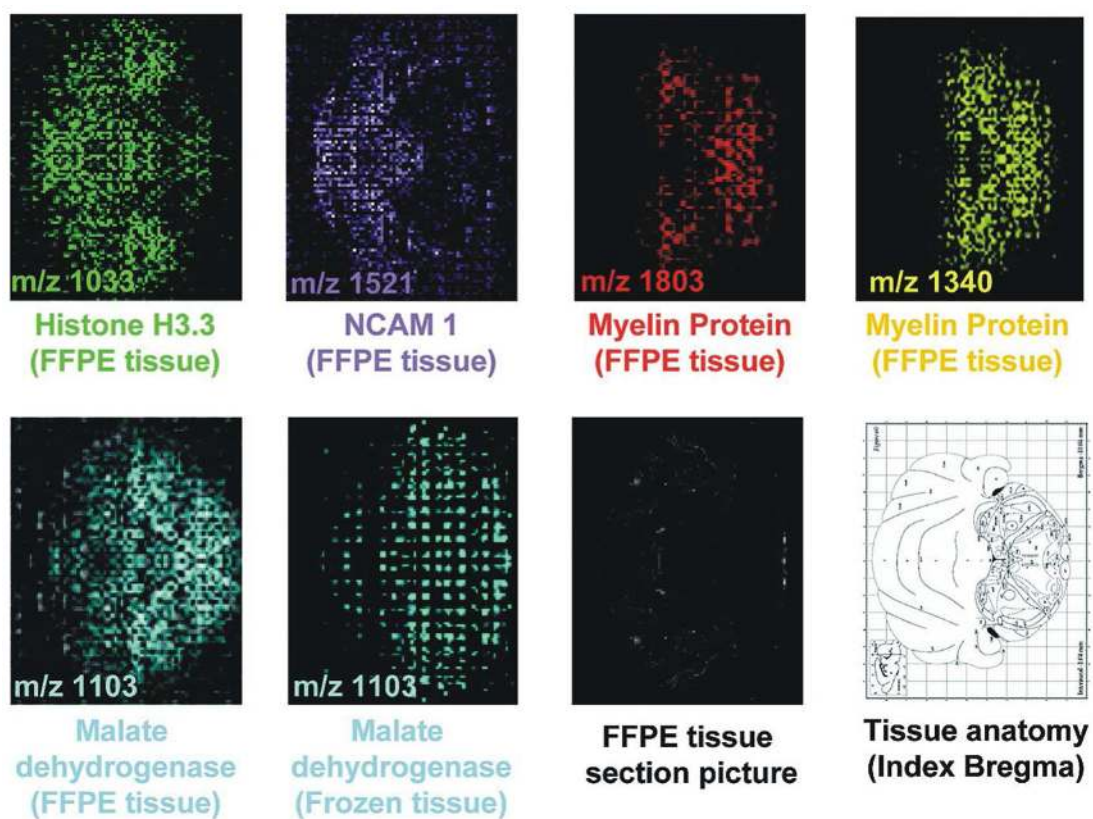 m/z 1033
m/z 1521
m/z 1803
m/z 1340
Histone H3.3
(FFPE tissue)
NCAM 1
(FFPE tissue)
Myelin Protein
(FFPE tissue)
Myelin Protein
(FFPE tissue)
m/z 1103
m/z 1103
Malate
dehydrogenase
(FFPE tissue)
Malate
dehydrogenase
(Frozen tissue)
FFPE tissue
section picture
Tissue anatomy
(Index Bregma)